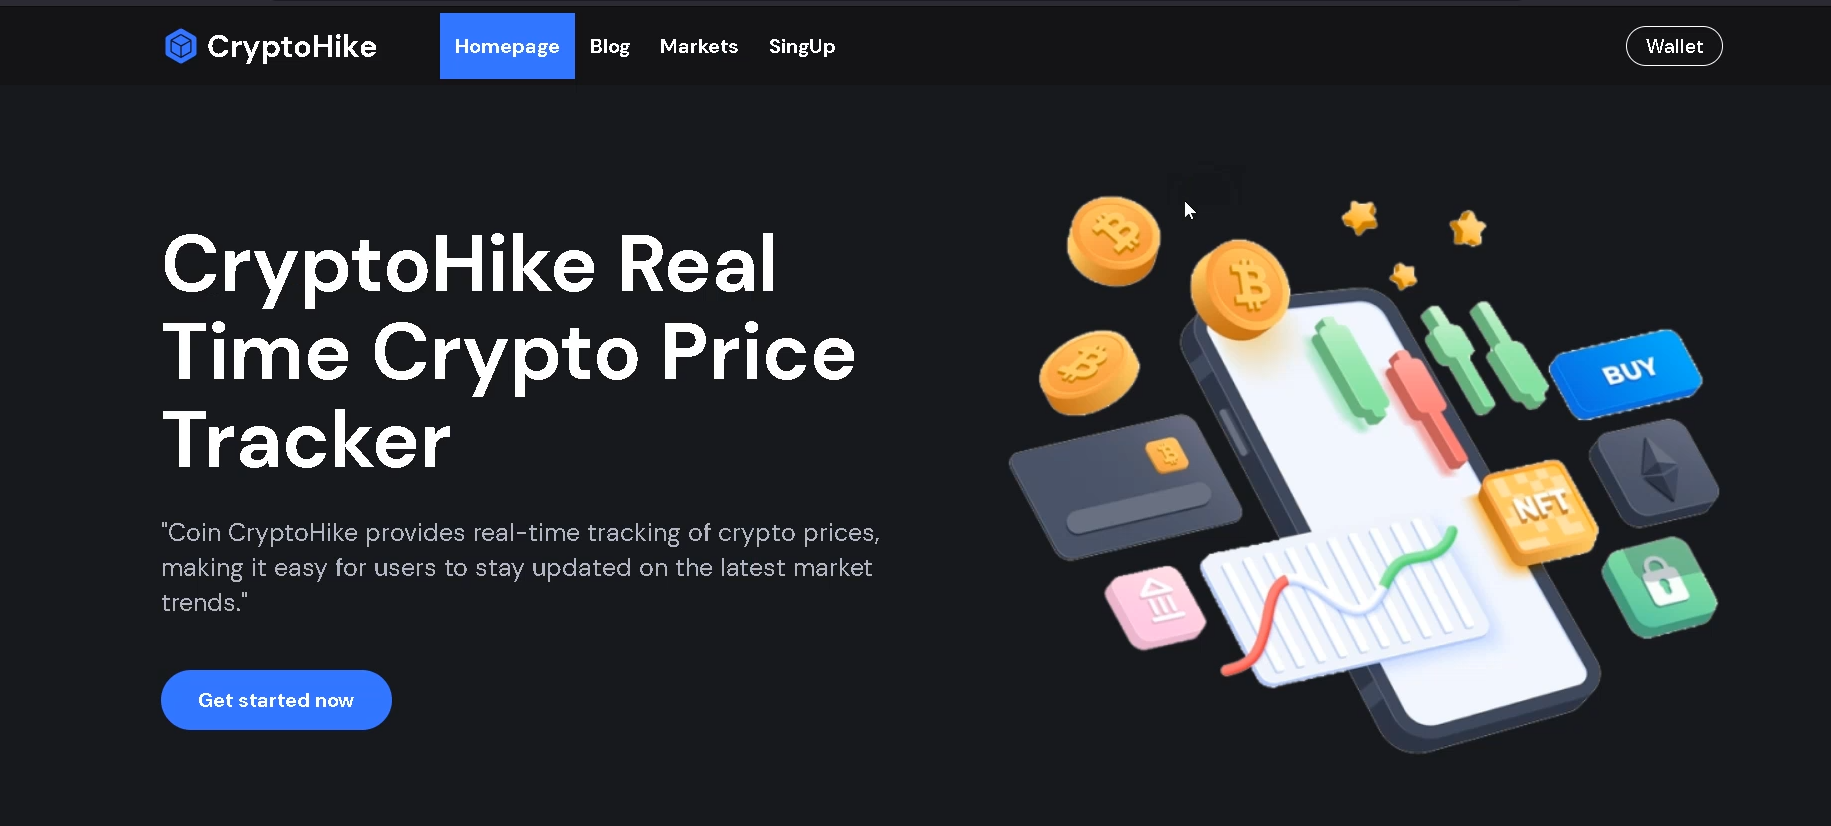 CryptoHike
Homepage Blog Markets SingUp
Wallet
CryptoHike Real
Time Crypto Price
Tracker
"Coin CryptoHike provides real-time tracking of crypto prices,
making it easy for users to stay updated on the latest market
trends."
Get started now
BUY
NFT